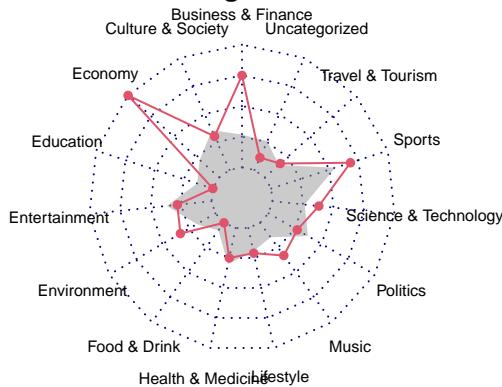 Business & Finance
Culture & Society
Uncategorized
Economy
Travel & Tourism
Education
Sports
Entertainment
Science & Technology
Environment
Politics
Food & Drink
Music
Health & Medicine
Lifestyle